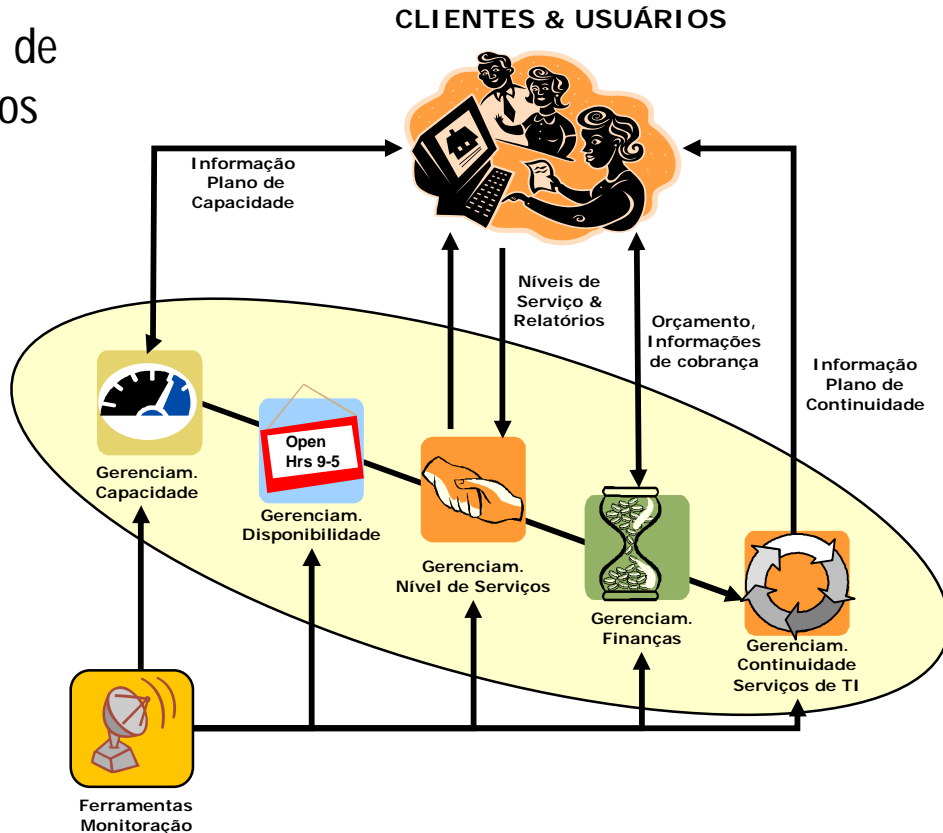 CLIENTES & USUÁRIOS
de
os
Informação
Plano de
Capacidade
Níveis de
Serviço &
Relatórios
Orçamento,
Informações
de cobrança
Informação
Plano de
Continuidade
Open
Hrs 9-5
Gerenciam.
Capacidade
Gerenciam.
Disponibilidade
Gerenciam.
Nível de Serviços
Gerenciam.
Finanças
Gerenciam.
Continuidade
Serviços de TI
Ferramentas
Monitoração